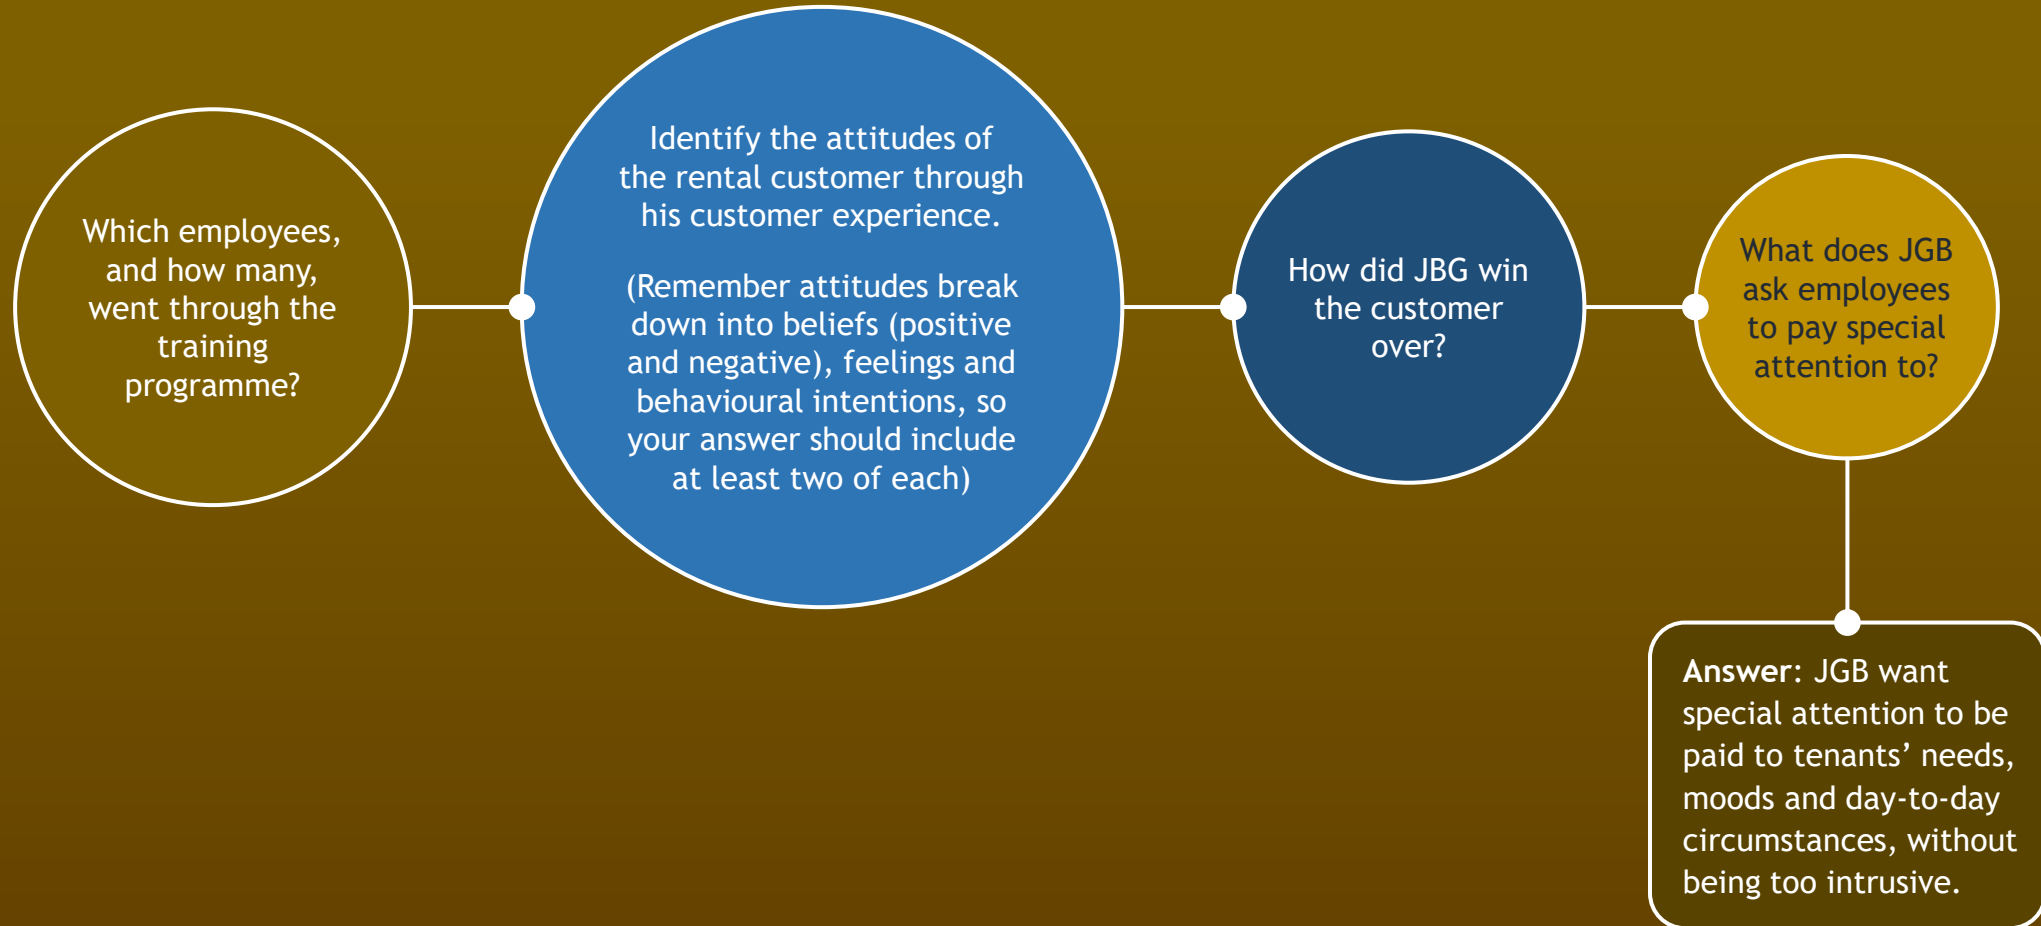 Which employees,
and how many,
went through the
training
programme?
Identify the attitudes of
the rental customer through
his customer experience.
(Remember attitudes break
down into beliefs (positive
and negative), feelings and
behavioural intentions, so
your answer should include
at least two of each)
How did JBG win
the customer
over?
What does JGB
ask employees
to pay special
attention to?
Answer: JGB want
special attention to be
paid to tenants’ needs,
moods and day-to-day
circumstances, without
being too intrusive.